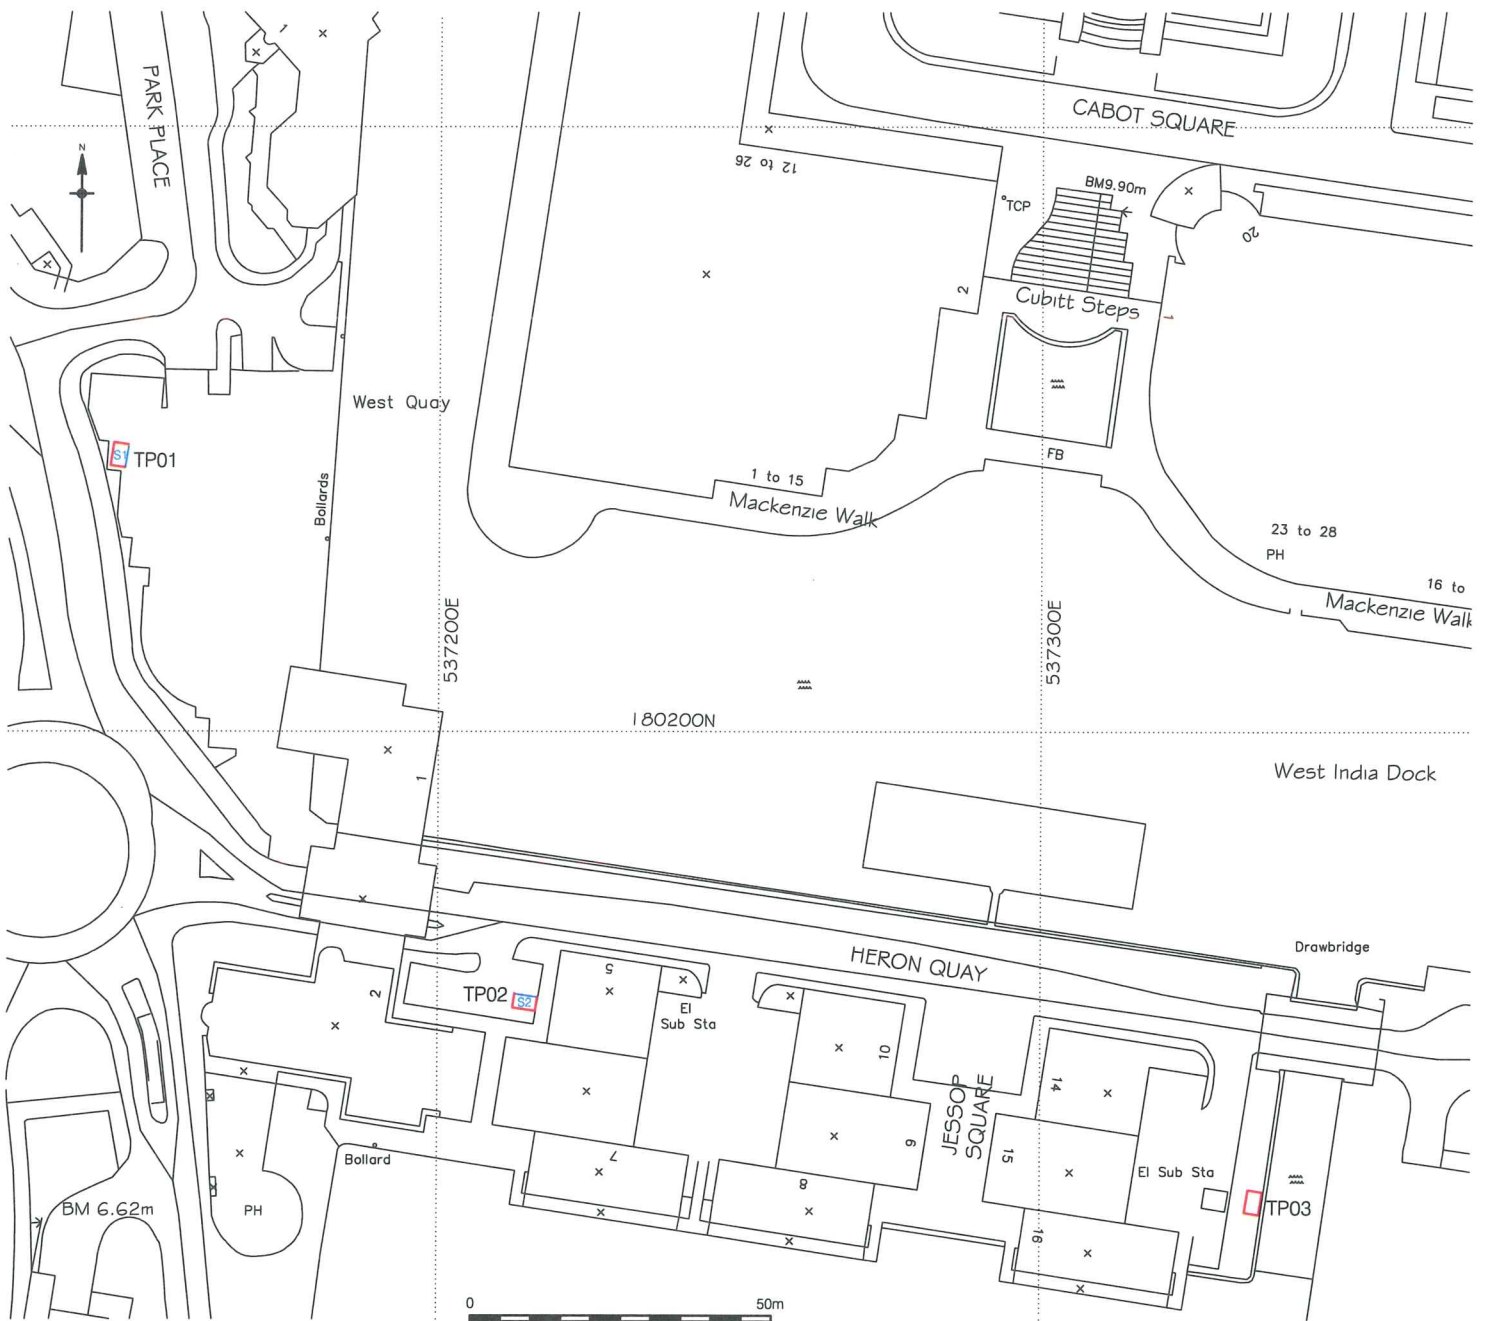 1
PARK PLACE
N
CABOT SQUARE
12 to 26
BM9.90m
TCP
20
2
Cubitt Steps
1
West Quay
S1
TP01
FB
1 to 15
Mackenzie Walk
Bollards
23 to 28
PH
16 to
Mackenzie Walk
537200E
537300E
180200N
1
West India Dock
Drawbridge
HERON QUAY
5
2
TP02
S2
El
Sub Sta
10
14
JESSOP
SQUARE
9
15
7
Bollard
El Sub Sta
8
BM 6.62m
PH
TP03
16
0
50m